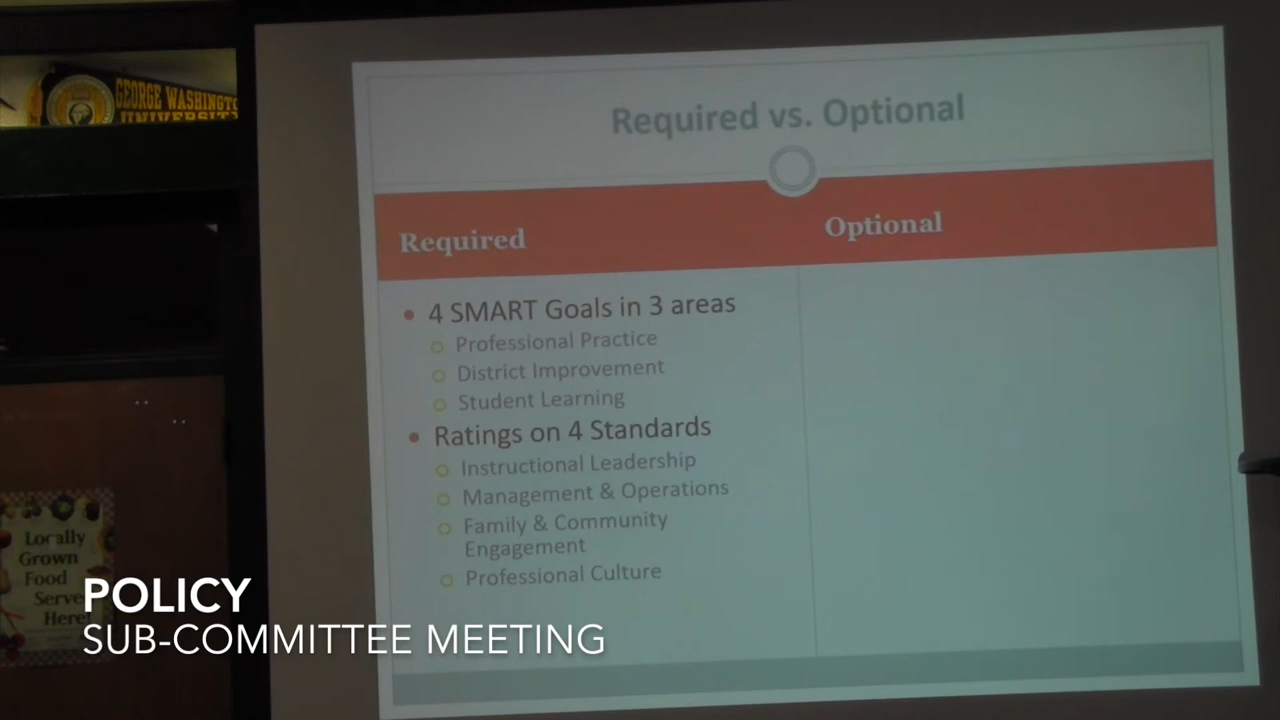 GEORGE WASHINGTON
UNIVERSITY
Required vs. Optional
Required
Optional
4 SMART Goals in 3 areas
Professional Practice
District Improvement
Student Learning
Ratings on 4 Standards
Instructional Leadership
Management & Operations
Family & Community
Engagement
Professional Culture
Locally
Grown
Food
Serve
Here!
POLICY
SUB-COMMITTEE MEETING